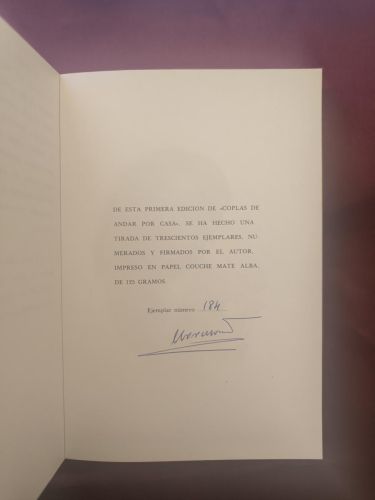 DE ESTA PRIMERA EDICION DE «COPLAS DE
ANDAR POR CASA», SE HA HECHO UNA
TIRADA DE TRESCIENTOS EJEMPLARES, NU-
MERADOS Y FIRMADOS POR EL AUTOR,
IMPRESO EN PAPEL COUCHE MATE ALBA,
DE 125 GRAMOS
Ejemplar número 184